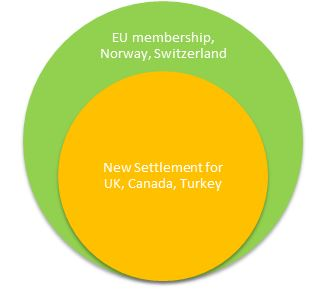 EU membership,
Norway, Switzerland
New Settlement for
UK, Canada, Turkey